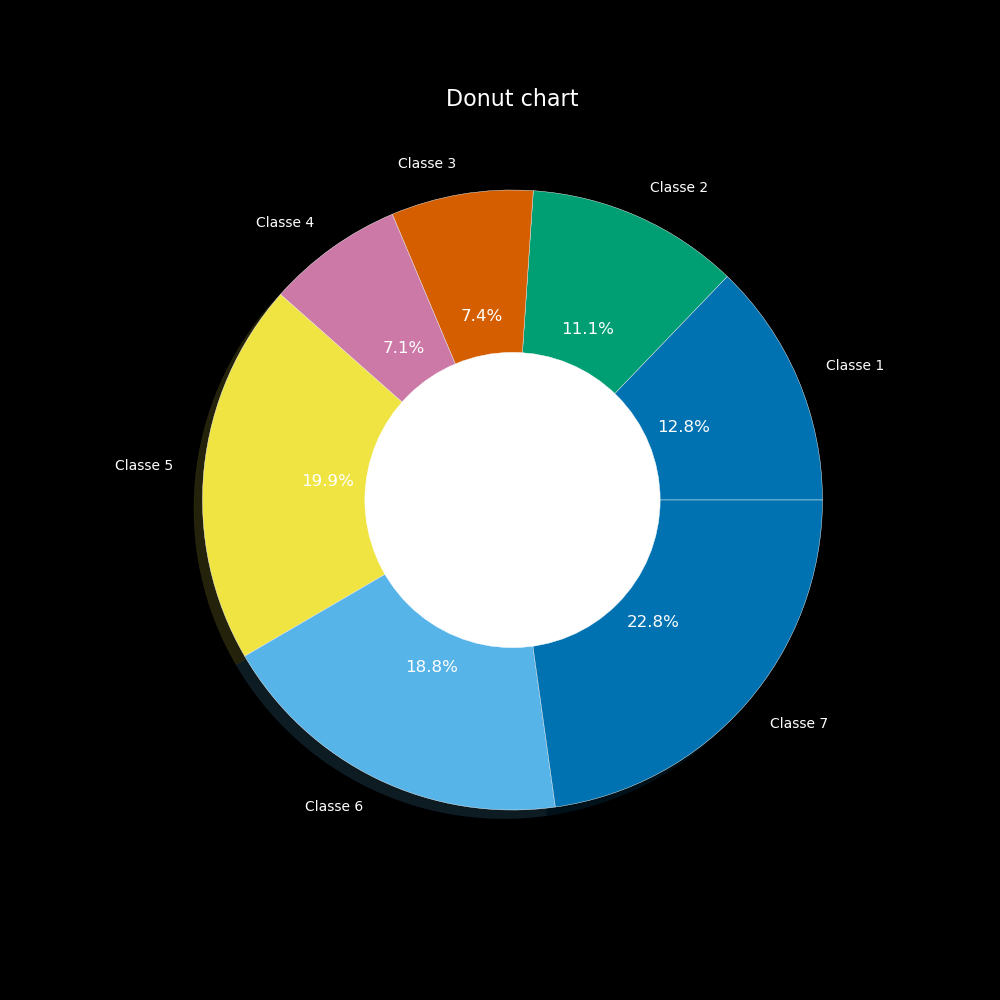 Donut chart
Classe 3
Classe 2
Classe 4
7.4%
11.1%
7.1%
Classe 1
12.8%
Classe 5
19.9%
22.8%
18.8%
Classe 7
Classe 6